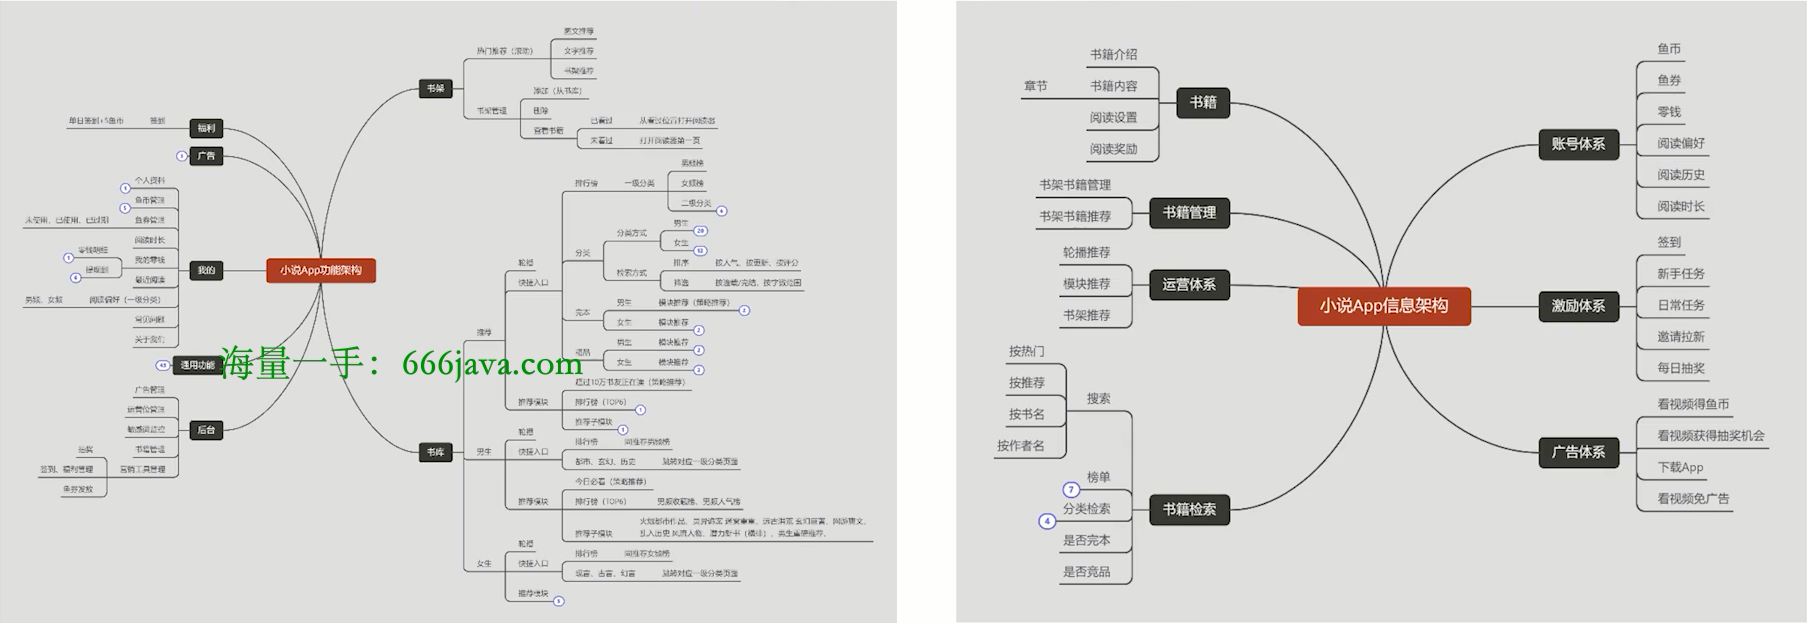 书架
热门推荐（滚动）
图文推荐
文字推荐
书架推荐
书架管理
添加（从书库）
删除
查看书籍
已看过
从看过位置打开阅读器
未看过
打开阅读器第一页
福利
签到
单日签到+5鱼币
广告
3
我的
个人资料
1
鱼币管理
5
鱼券管理
未使用、已使用、已过期
阅读时长
我的零钱
零钱明细
1
提现到
4
最近阅读
阅读偏好（一级分类）
男频、女频
常见问题
关于我们
小说App功能架构
通用功能
43
海量一手：666java.com
后台
广告管理
运营位管理
敏感词监控
书籍管理
营销工具管理
抽奖
签到、福利管理
鱼券发放
书库
推荐
轮播
快捷入口
排行榜
一级分类
男频榜
女频榜
二级分类
6
分类
分类方式
男生
20
女生
13
检索方式
排序
按人气、按更新、按评分
筛选
按连载/完结、按字数范围
完本
男生
模块推荐（策略推荐）
2
女生
模块推荐
2
男生
模块推荐
2
女生
模块推荐
2
推荐模块
超过10万书友正在读（策略推荐）
排行榜（TOP6）
1
推荐子模块
1
男生
轮播
快捷入口
排行榜
同推荐男频榜
都市、玄幻、历史
跳转对应一级分类页面
推荐模块
今日必看（策略推荐）
排行榜（TOP6）
男频收藏榜、男频人气榜
推荐子模块
女生
轮播
快捷入口
排行榜
同推荐女频榜
现言、古言、幻言
跳转对应一级分类页面
推荐模块
5
小说App信息架构
书籍
书籍介绍
书籍内容
章节
阅读设置
阅读奖励
书籍管理
书架书籍管理
书架书籍推荐
运营体系
轮播推荐
模块推荐
书架推荐
书籍检索
搜索
按热门
按推荐
按书名
按作者名
榜单
7
分类检索
4
是否完本
是否竞品
账号体系
鱼币
鱼券
零钱
阅读偏好
阅读历史
阅读时长
激励体系
签到
新手任务
日常任务
邀请拉新
每日抽奖
广告体系
看视频得鱼币
看视频获得抽奖机会
下载App
看视频免广告